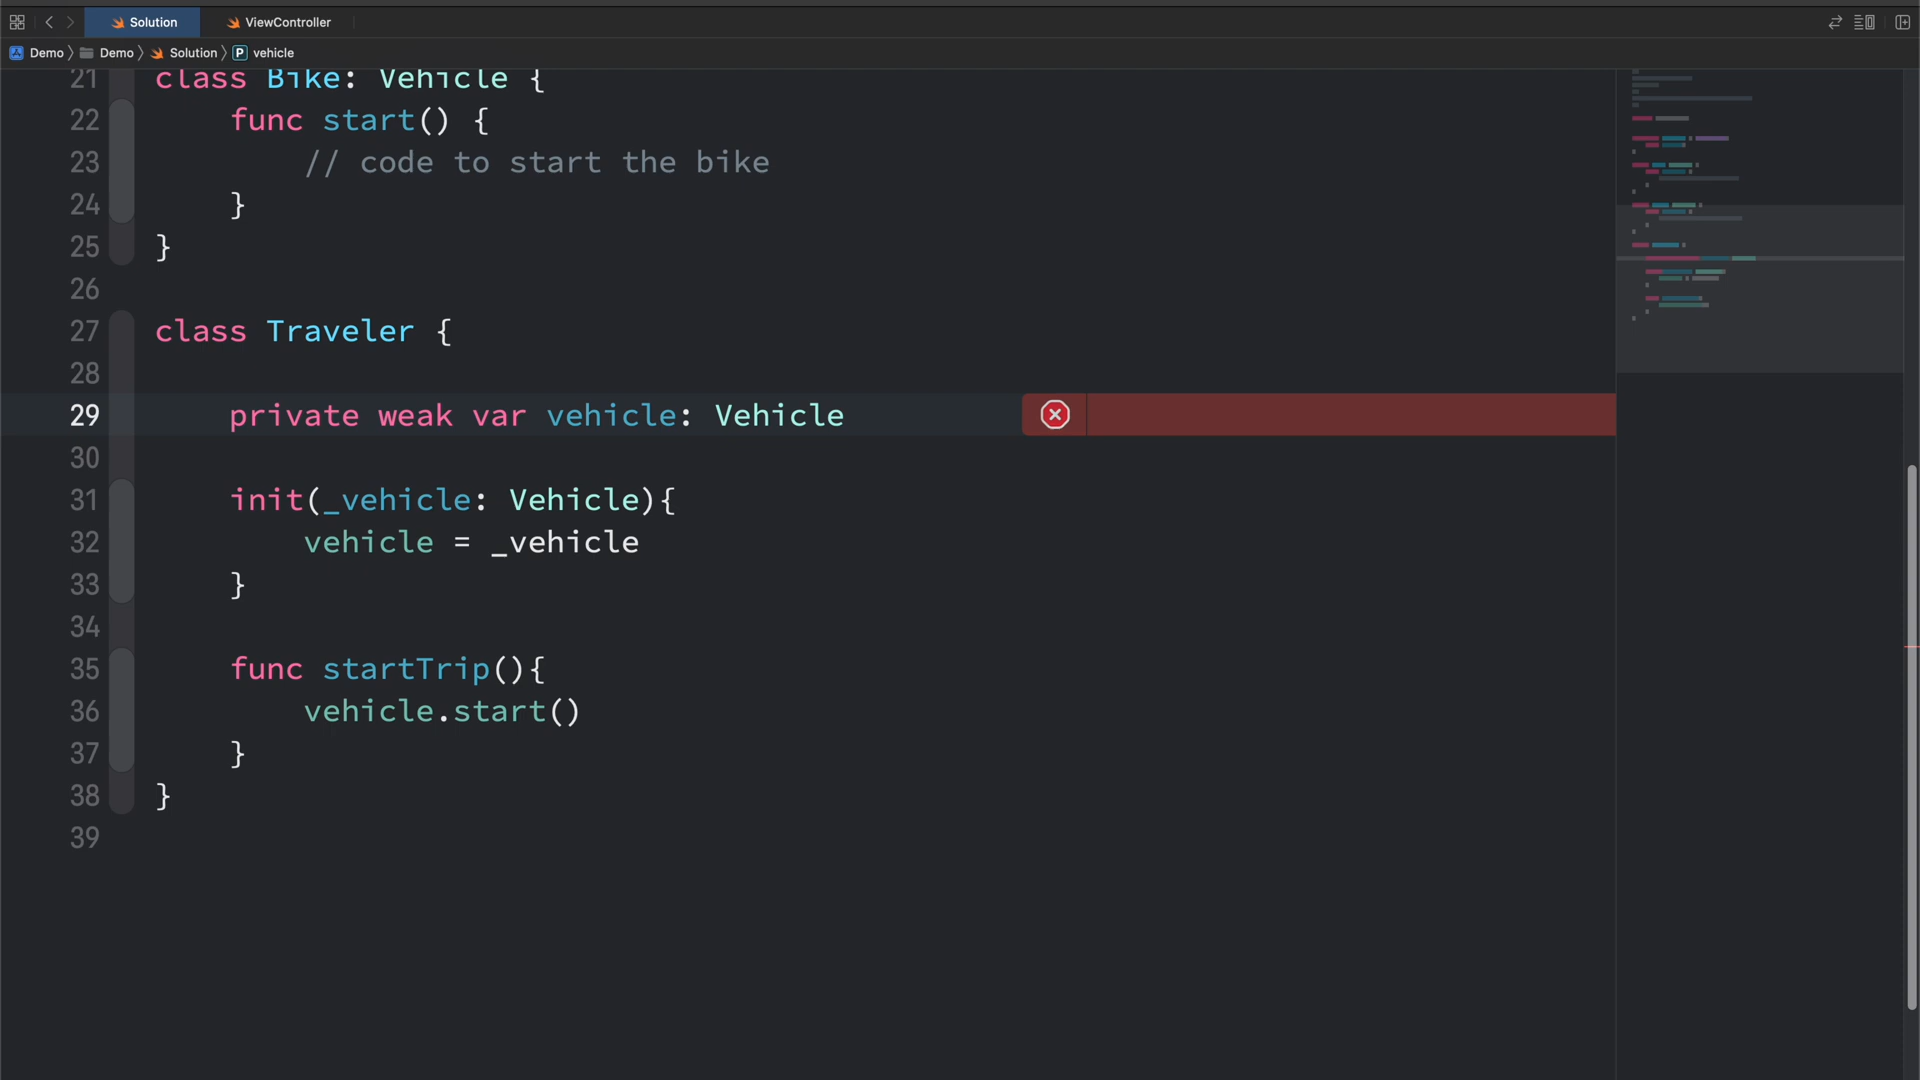 Solution ViewController
Demo Demo Solution P vehicle
21 class Bike: Vehicle {
22 func start() {
23 // code to start the bike
24 }
25 }
26
27 class Traveler {
28
29 private weak var vehicle: Vehicle
30
31 init(_vehicle: Vehicle){
32 vehicle = _vehicle
33 }
34
35 func startTrip(){
36 vehicle.start()
37 }
38 }
39